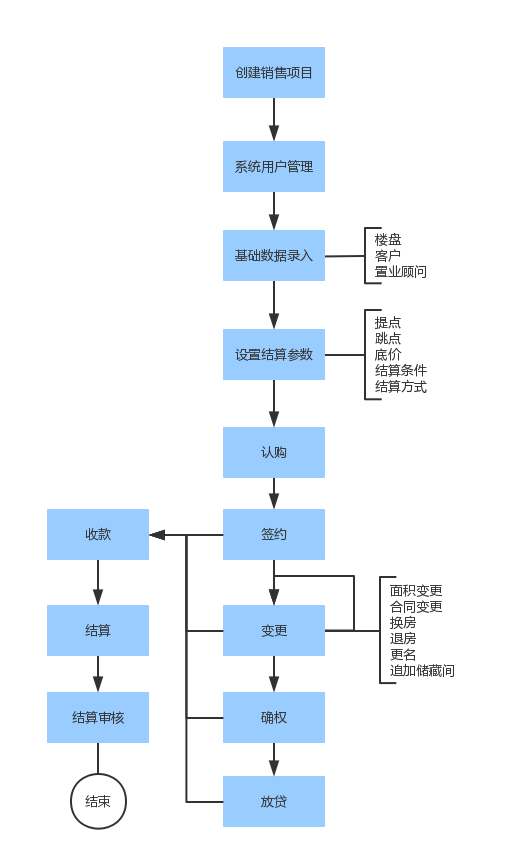 创建销售项目
系统用户管理
基础数据录入
楼盘
客户
置业顾问
设置结算参数
提点
跳点
底价
结算条件
结算方式
认购
收款
签约
结算
变更
面积变更
合同变更
换房
退房
更名
追加储藏间
结算审核
确权
结束
放贷